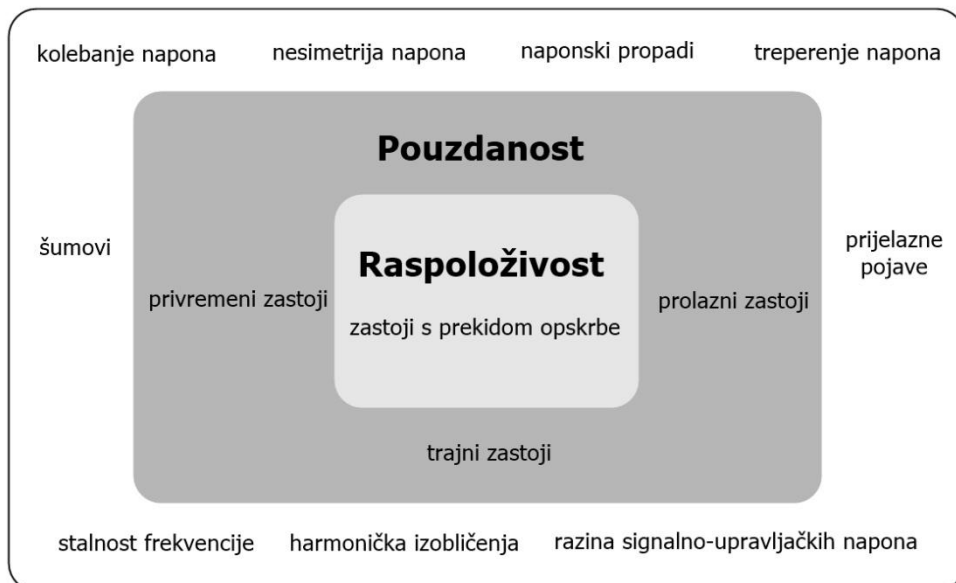 kolebanje napona
nesimetrija napona
naponski propadi
treperenje napona
Pouzdanost
šumovi
Raspoloživost
prijelazne
pojave
privremeni zastoji
prolazni zastoji
zastoji s prekidom opskrbe
trajni zastoji
stalnost frekvencije
harmonička izobličenja
razina signalno-upravljačkih napona